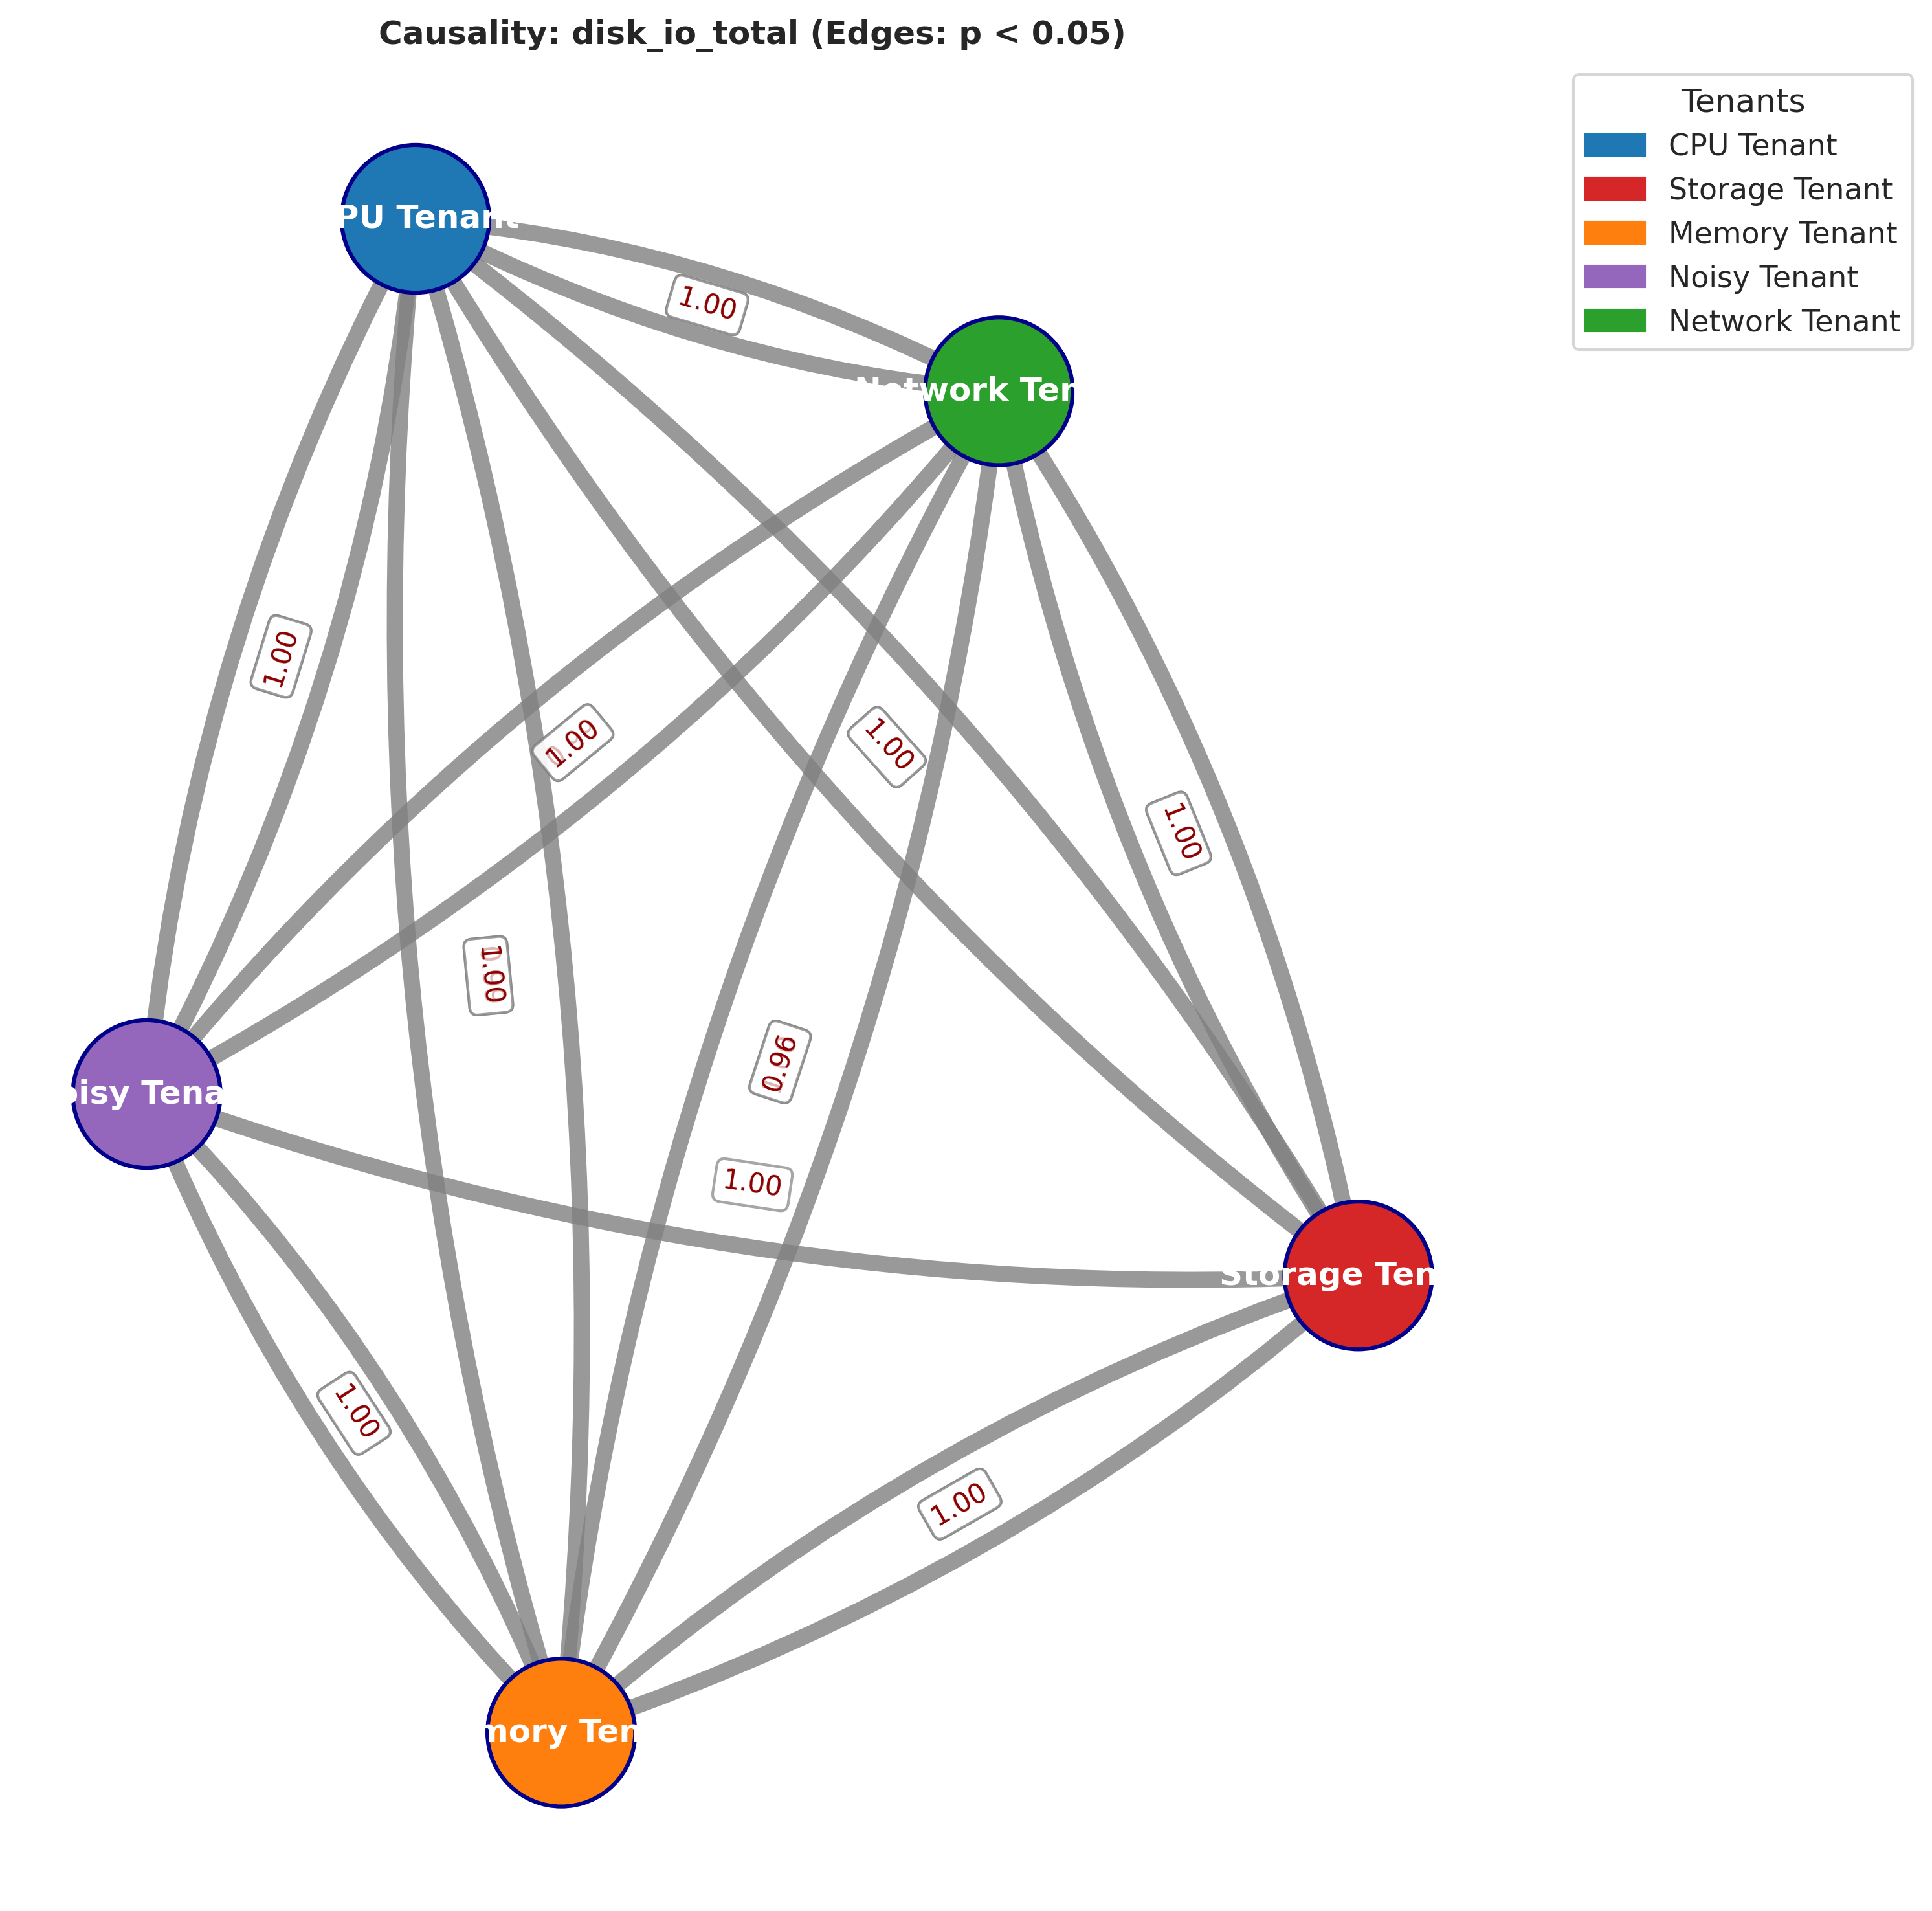 Causality: disk_io_total (Edges: p < 0.05)
Tenants
CPU Tenant
Storage Tenant
Memory Tenant
Noisy Tenant
Network Tenant
PU Tenant
1.00
Network Ten
1.00
1.00
1.00
1.00
1.00
0.96
oisy Tena
1.00
Storage Ten
1.00
1.00
mory Ten